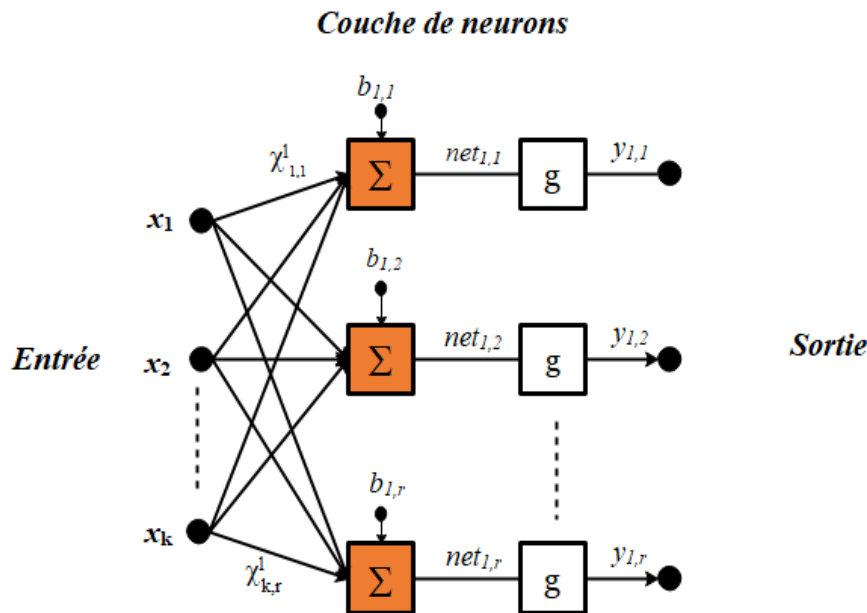 Couche de neurons
b1,1
χ¹1,1
Σ
net1,1
g
y1,1
x1
b1,2
Entrée
x2
Σ
net1,2
g
y1,2
Sortie
b1,r
xk
χ¹k,r
Σ
net1,r
g
y1,r